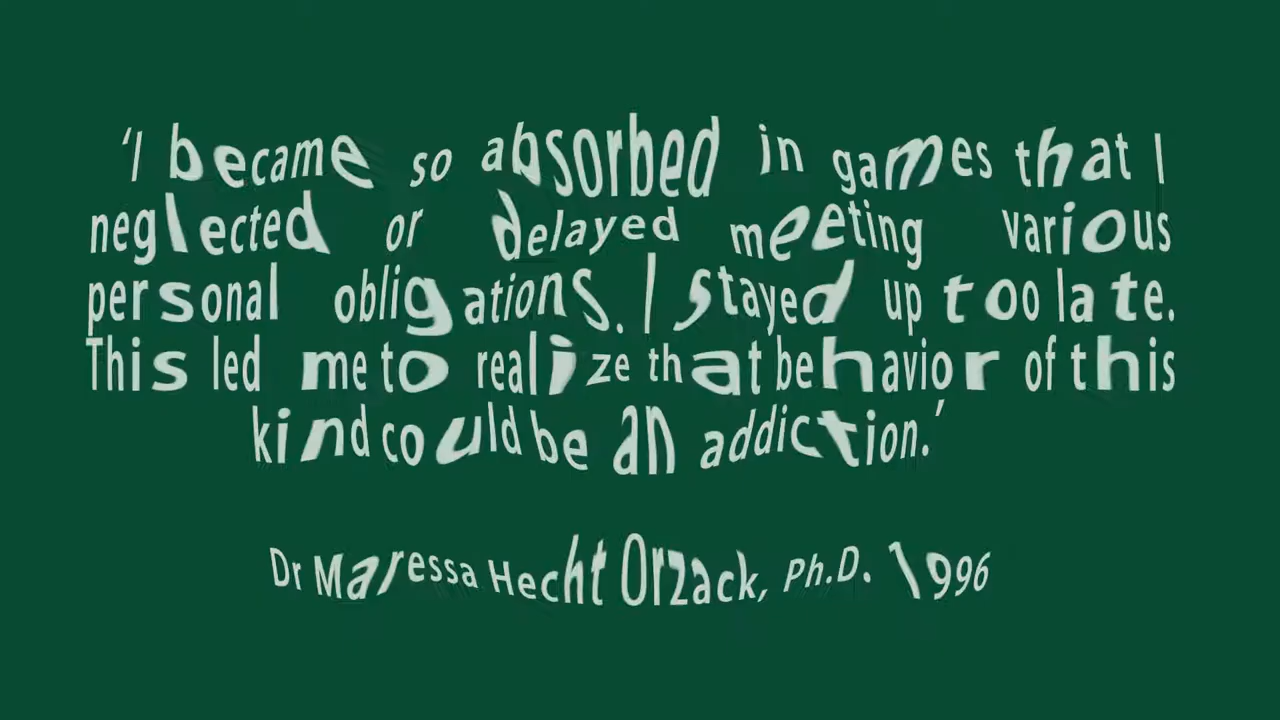 ‘I became so absorbed in games that I
neglected or delayed meeting various
personal obligations. I stayed up too late.
This led me to realize that behavior of this
kind could be an addiction.’
Dr Maressa Hecht Orzack, Ph.D. 1996